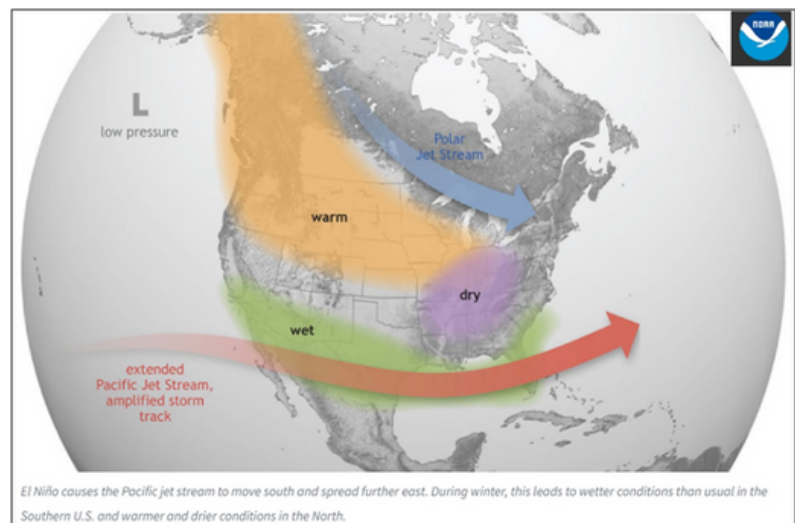 NOAA
L
low pressure
Polar
Jet Stream
warm
dry
wet
extended
Pacific Jet Stream,
amplified storm
track
El Niño causes the Pacific jet stream to move south and spread further east. During winter, this leads to wetter conditions than usual in the
Southern U.S. and warmer and drier conditions in the North.